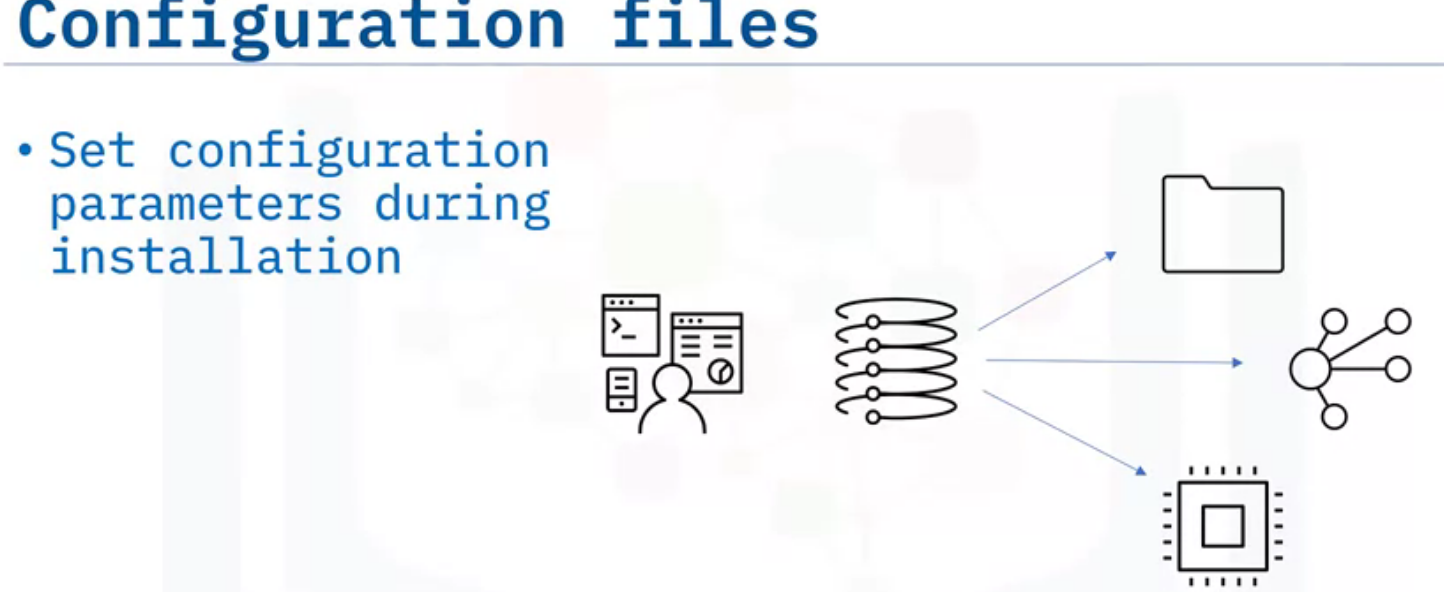 Configuration files
• Set configuration
parameters during
installation